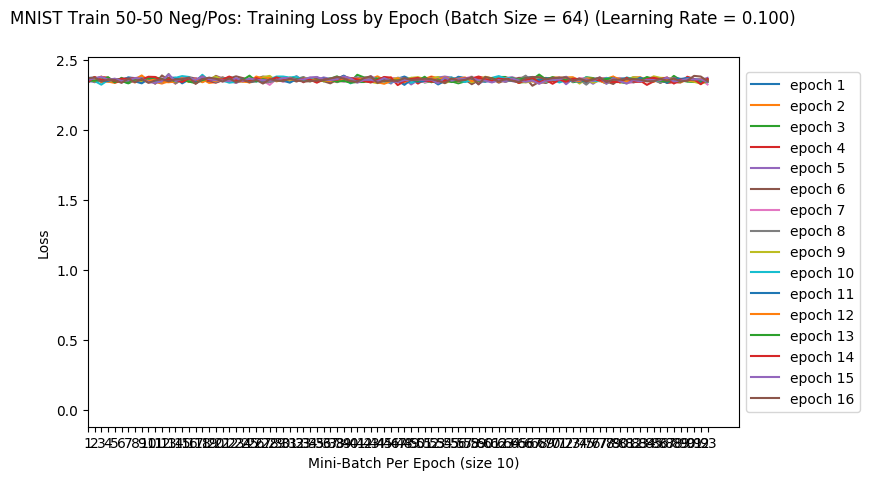 MNIST Train 50-50 Neg/Pos: Training Loss by Epoch (Batch Size = 64) (Learning Rate = 0.100)
2.5
2.0
1.5
1.0
0.5
0.0
Loss
Mini-Batch Per Epoch (size 10)
epoch 1
epoch 2
epoch 3
epoch 4
epoch 5
epoch 6
epoch 7
epoch 8
epoch 9
epoch 10
epoch 11
epoch 12
epoch 13
epoch 14
epoch 15
epoch 16